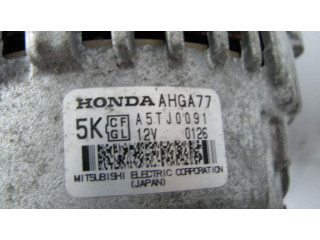 HONDA AHGA77
5K CF GL A5TJ0091
12V 0126
MITSUBISHI ELECTRIC CORPORATION
(JAPAN)